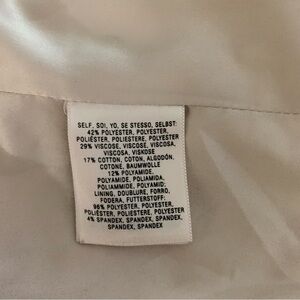 SELF, SOI, YO, SE STESSO, SELBST:
42% POLYESTER, POLYESTER,
POLIÉSTER, POLIESTERE, POLYESTER
29% VISCOSE, VISCOSE, VISCOSA,
VISCOSA, VISKOSE
17% COTTON, COTON, ALGODÓN,
COTONE, BAUMWOLLE
12% POLYAMIDE,
POLYAMIDE, POLIAMIDA,
POLIAMMIDE, POLYAMID;
LINING, DOUBLURE, FORRO,
FODERA, FUTTERSTOFF:
96% POLYESTER, POLYESTER,
POLIÉSTER, POLIESTERE, POLYESTER
4% SPANDEX, SPANDEX, SPANDEX,
SPANDEX, SPANDEX